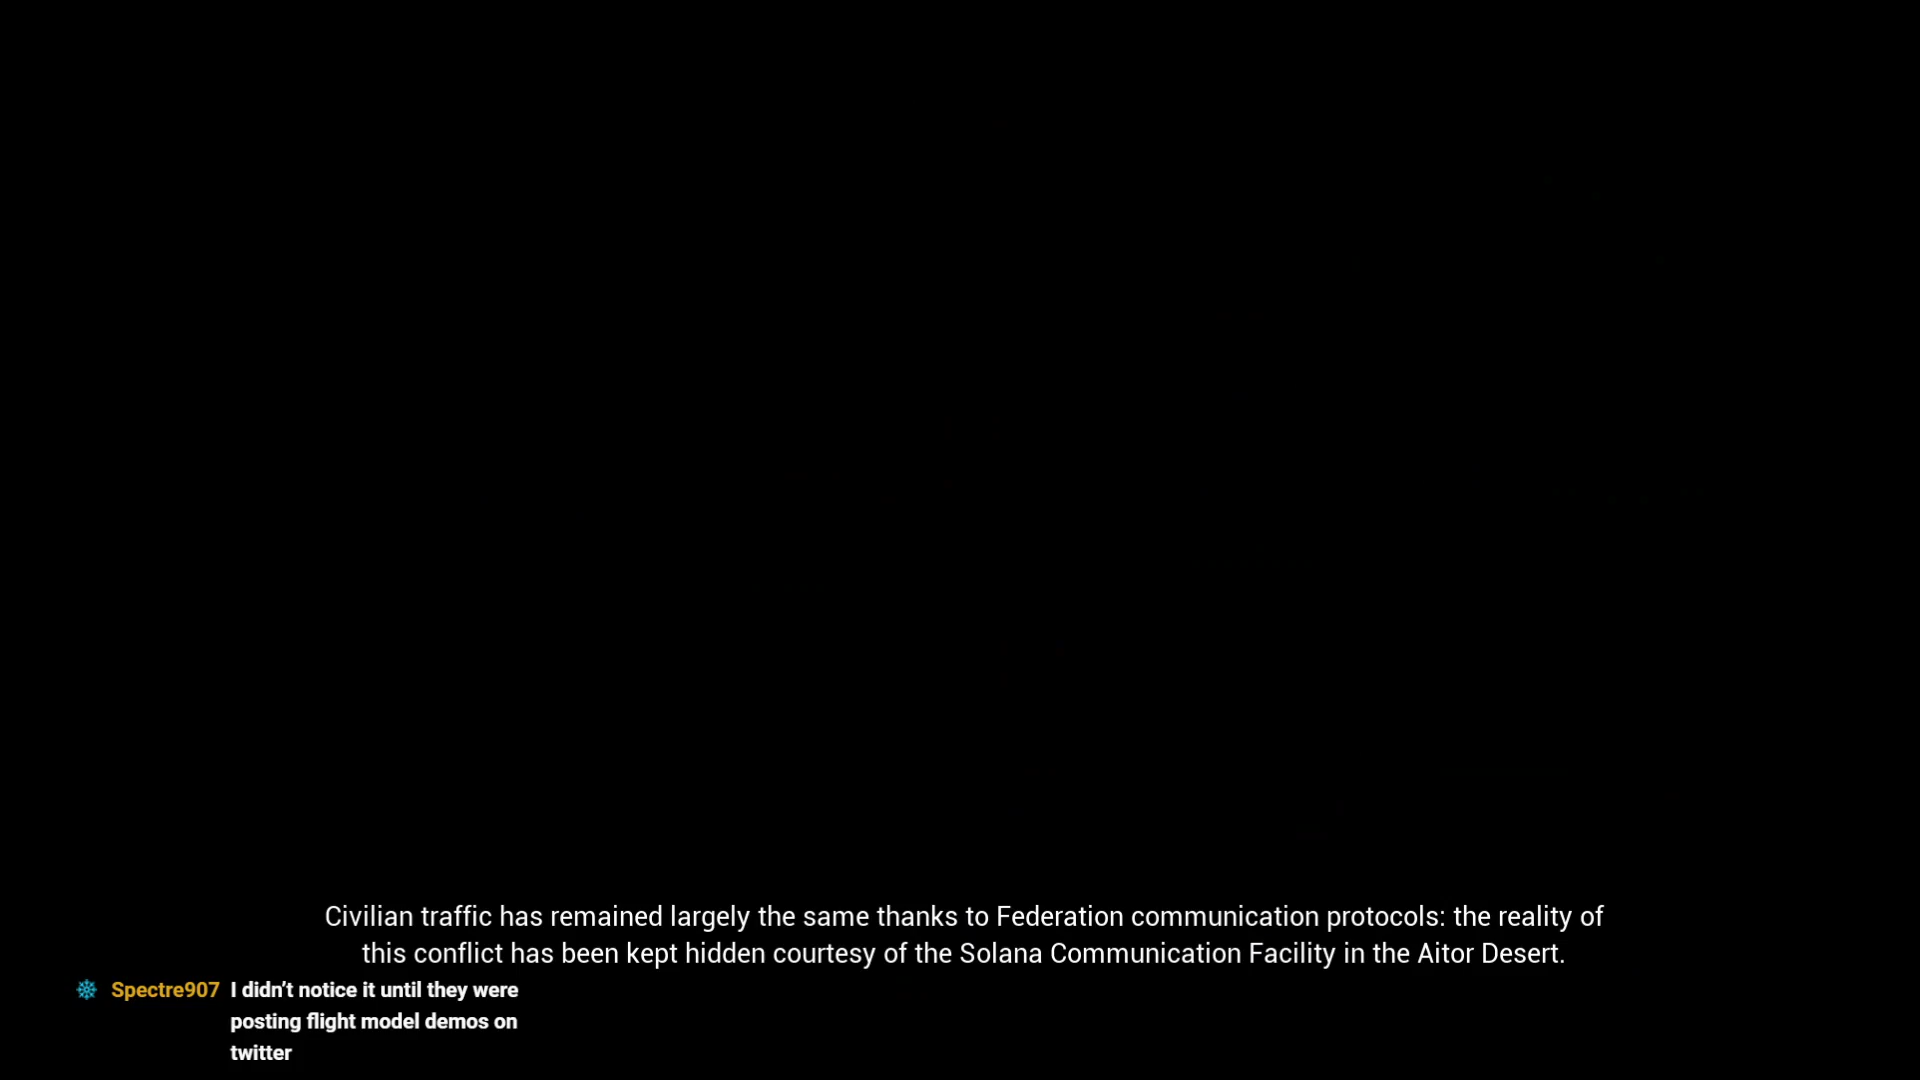 Civilian traffic has remained largely the same thanks to Federation communication protocols: the reality of
this conflict has been kept hidden courtesy of the Solana Communication Facility in the Aitor Desert.
Spectre907 I didn’t notice it until they were
posting flight model demos on
twitter